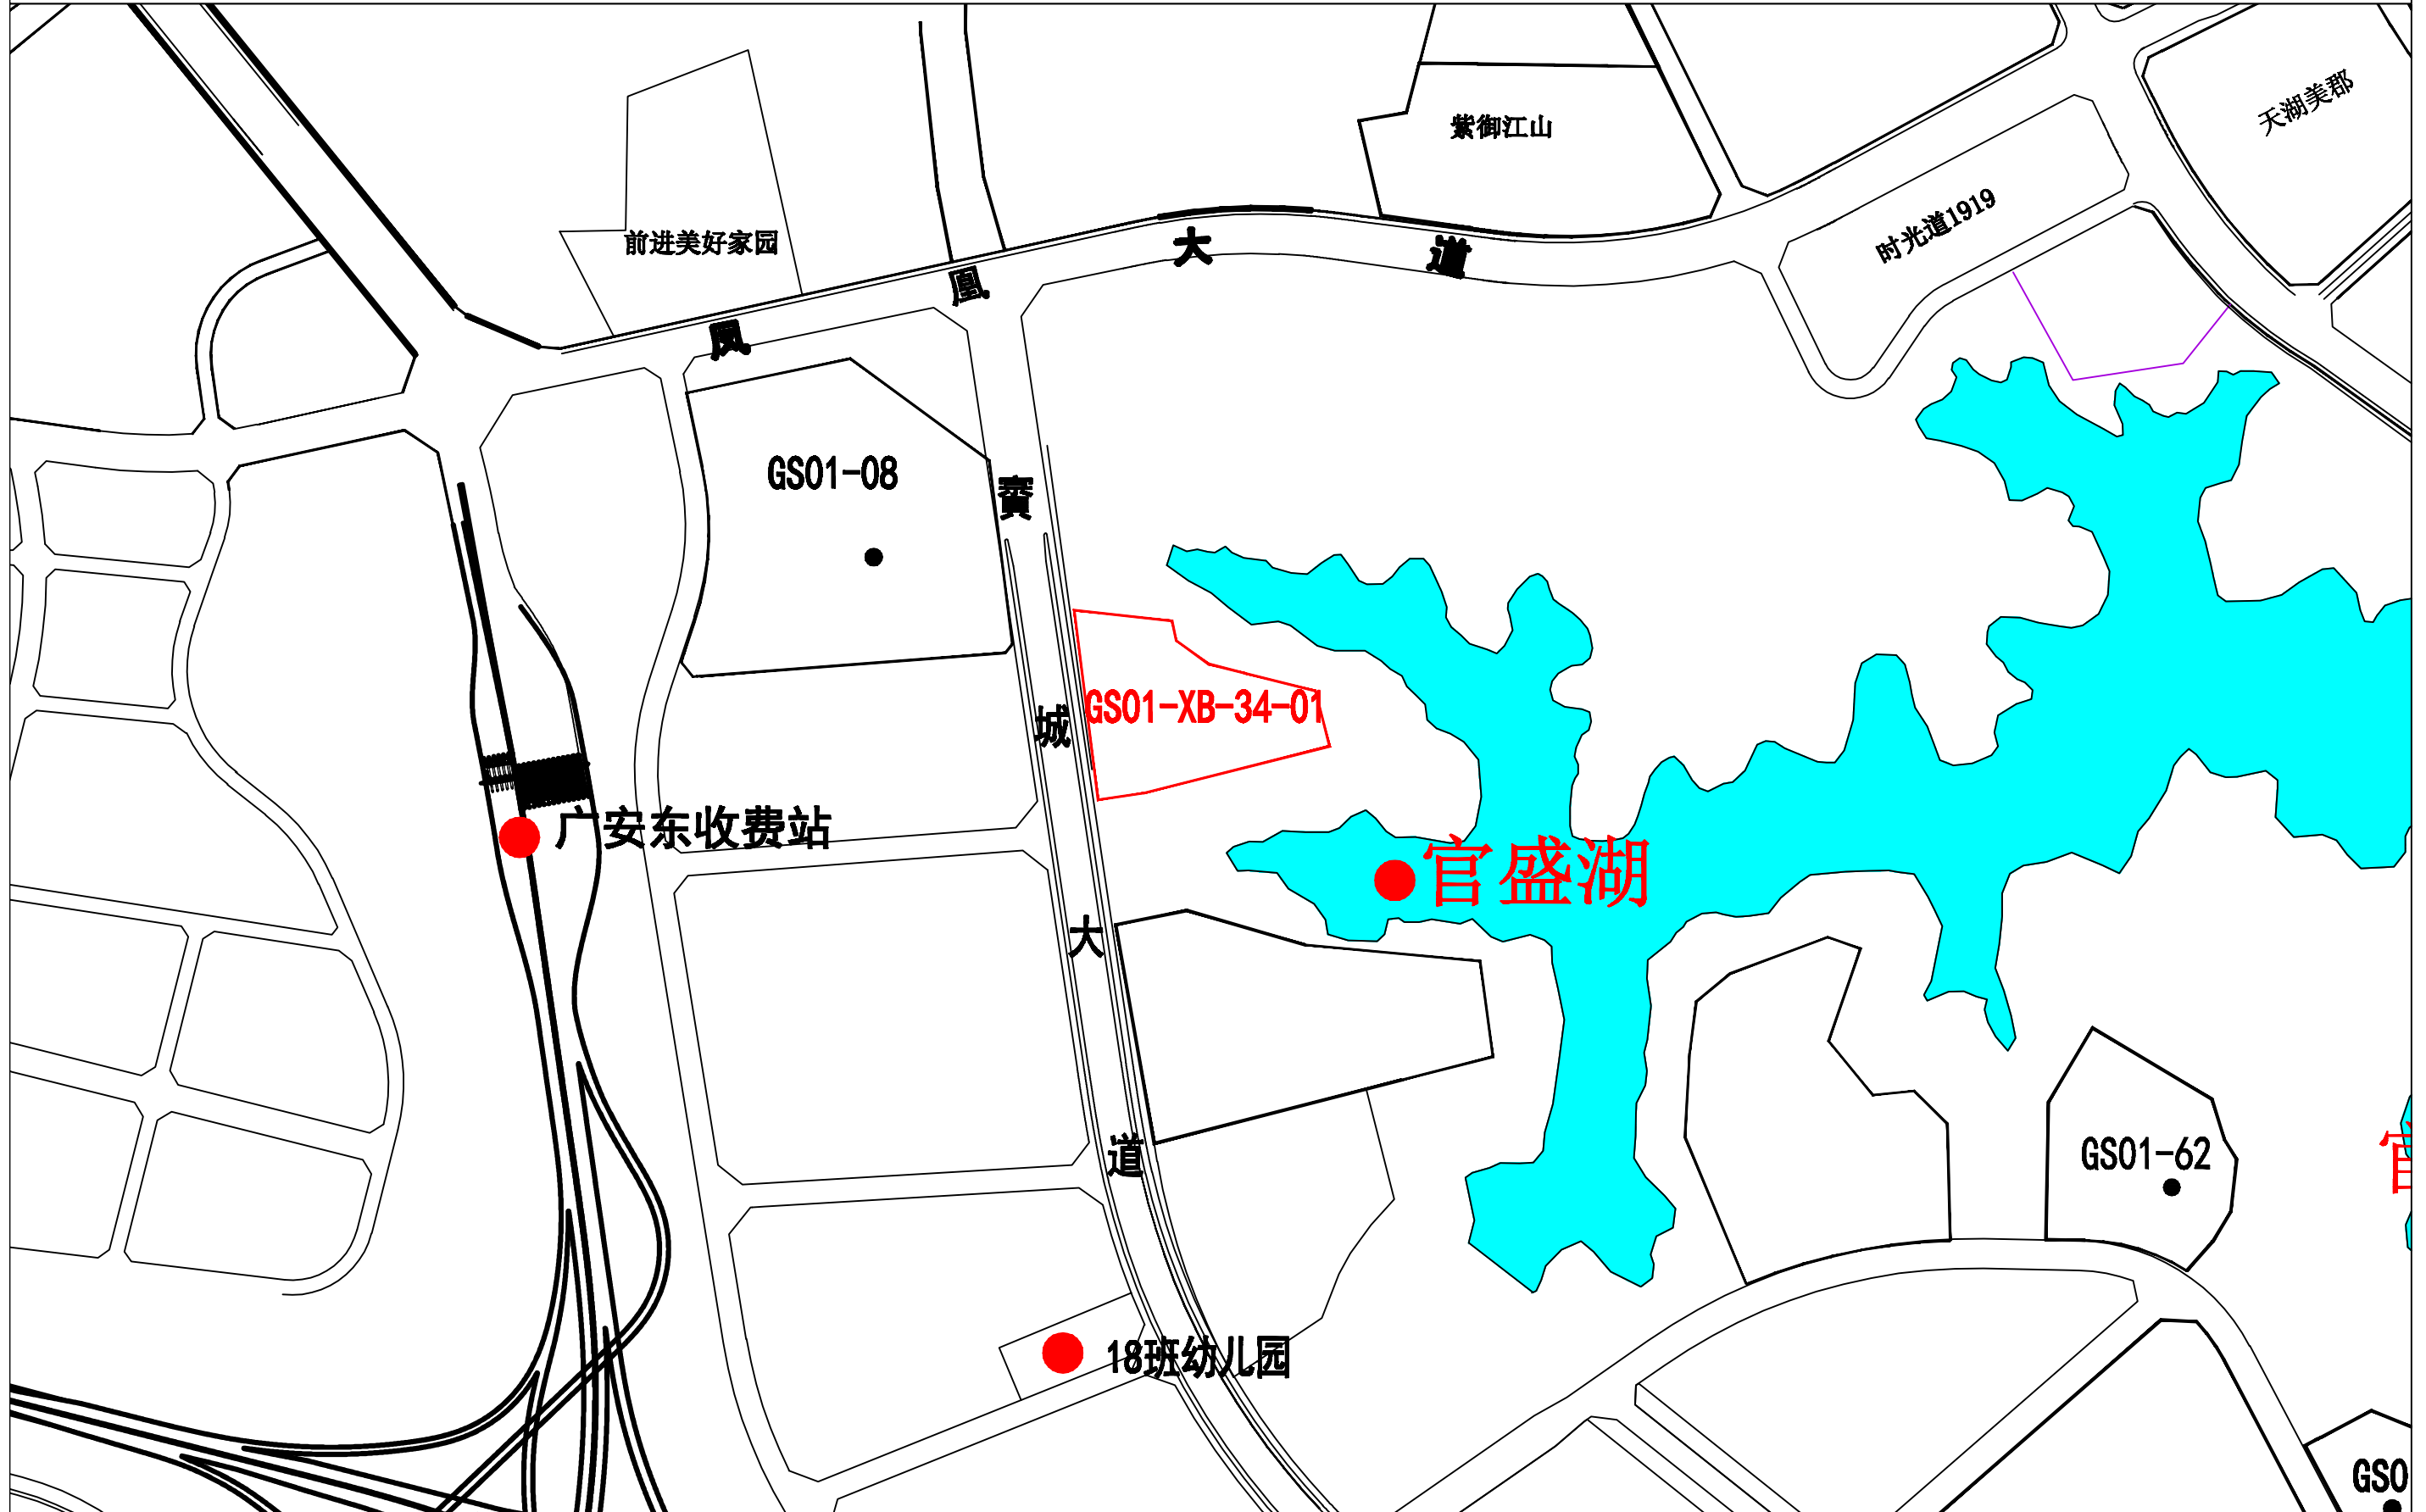 紫御江山
天湖美郡
时光道1919
前进美好家园
凤凰大道
GS01-08
賨城大道
GS01-XB-34-01
广安东收费站
官盛湖
GS01-62
官
18班幼儿园
GS0